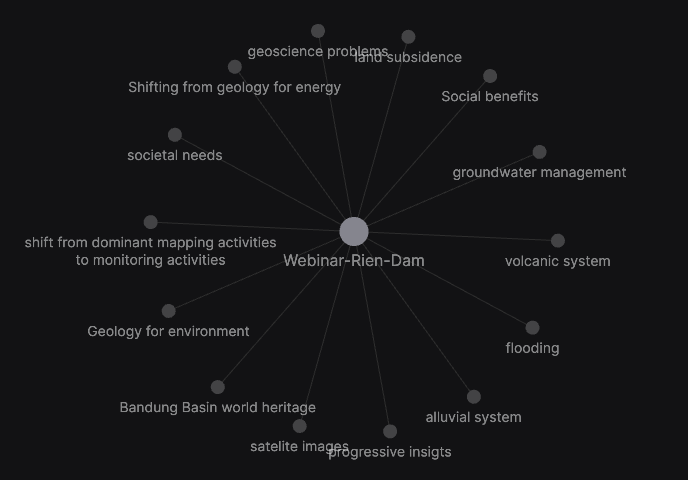 geoscience problems
land subsidence
Shifting from geology for energy
Social benefits
societal needs
groundwater management
shift from dominant mapping activities
to monitoring activities
Webinar-Rien-Dam
volcanic system
Geology for environment
flooding
Bandung Basin world heritage
alluvial system
satelite images
progressive insigts